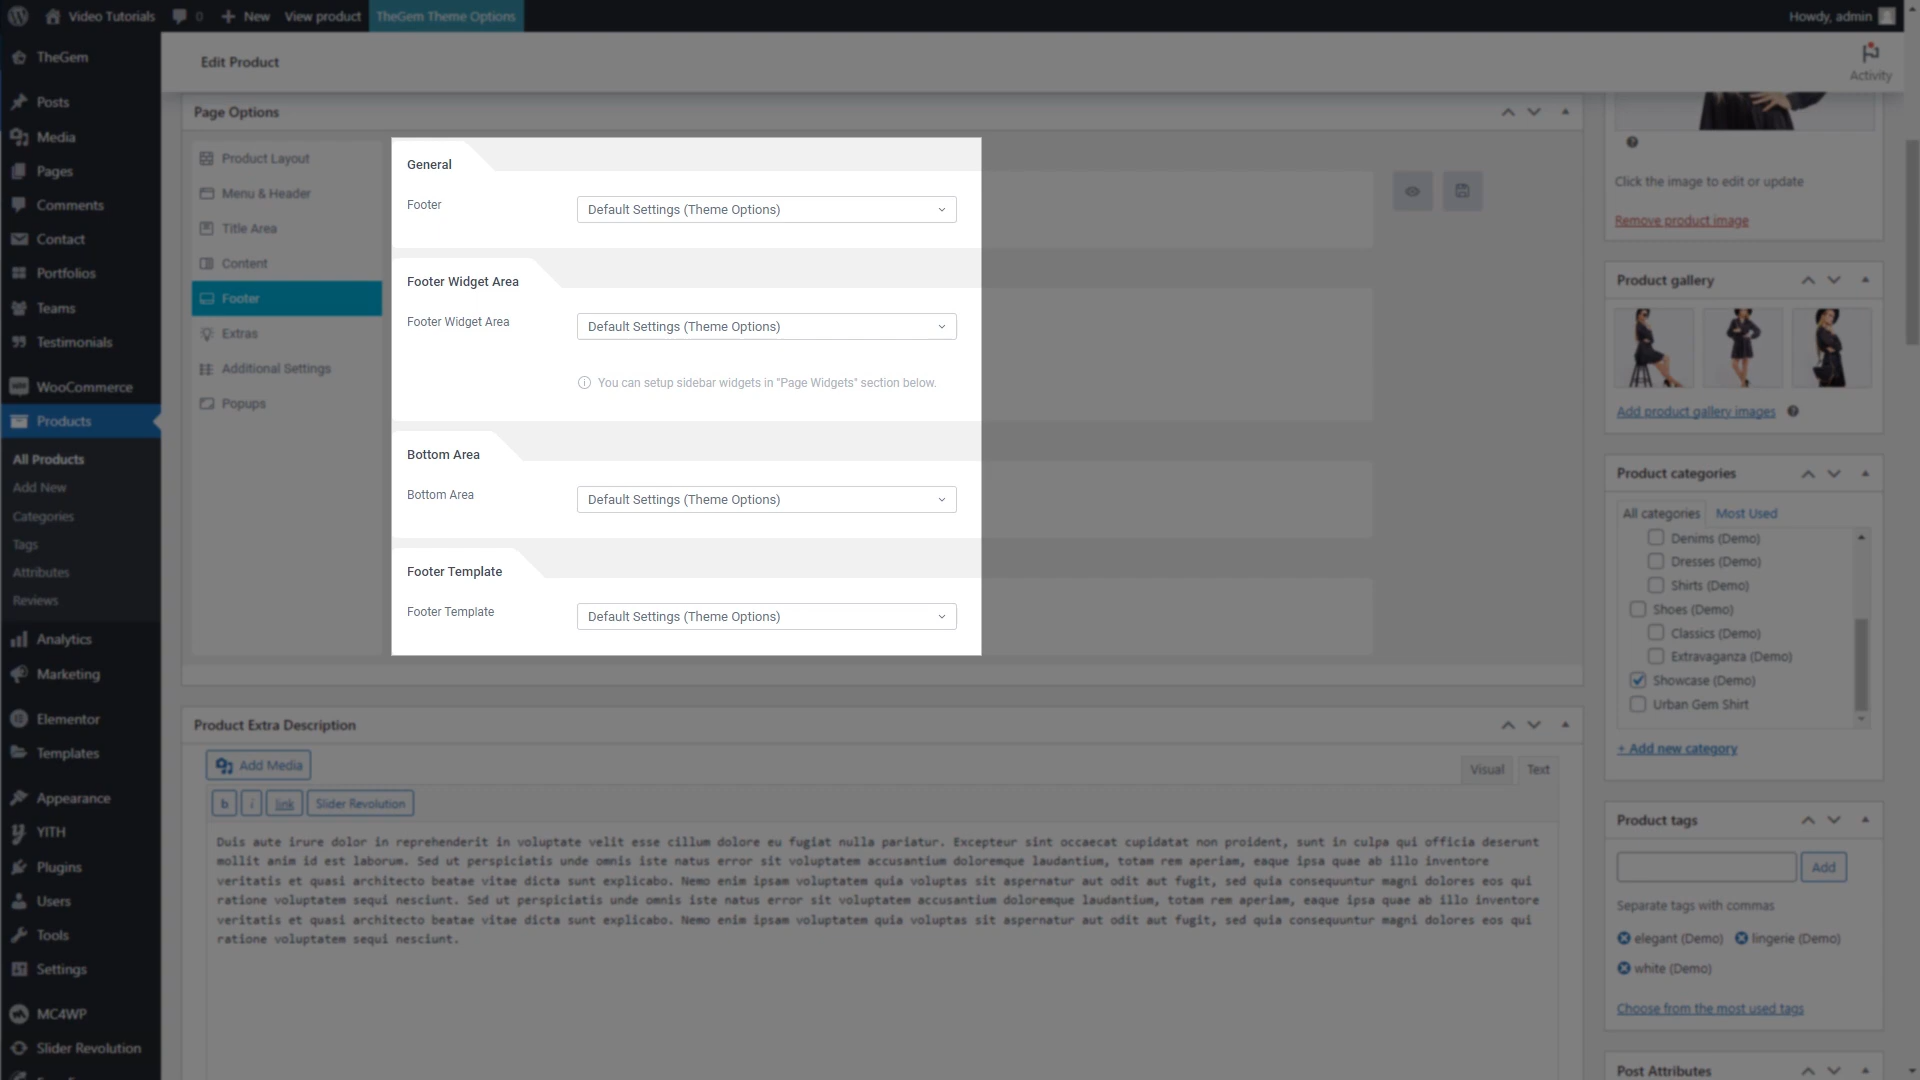 Video Tutorials
0
New
View product
TheGem Theme Options
Howdy, admin
TheGem
Posts
Media
Pages
Comments
Contact
Portfolios
Teams
Testimonials
WooCommerce
Products
All Products
Add New
Categories
Tags
Attributes
Reviews
Analytics
Marketing
Elementor
Templates
Appearance
YITH
Plugins
Users
Tools
Settings
MC4WP
Slider Revolution
Edit Product
Activity
Page Options
Product Layout
Menu & Header
Title Area
Content
Footer
Extras
Additional Settings
Popups
General
Footer
Default Settings (Theme Options)
Footer Widget Area
Footer Widget Area
Default Settings (Theme Options)
You can setup sidebar widgets in "Page Widgets" section below.
Bottom Area
Bottom Area
Default Settings (Theme Options)
Footer Template
Footer Template
Default Settings (Theme Options)
Product Extra Description
Add Media
Visual
Text
b
i
link
Slider Revolution
Duis aute irure dolor in reprehenderit in voluptate velit esse cillum dolore eu fugiat nulla pariatur. Excepteur sint occaecat cupidatat non proident, sunt in culpa qui officia deserunt
mollit anim id est laborum. Sed ut perspiciatis unde omnis iste natus error sit voluptatem accusantium doloremque laudantium, totam rem aperiam, eaque ipsa quae ab illo inventore
veritatis et quasi architecto beatae vitae dicta sunt explicabo. Nemo enim ipsam voluptatem quia voluptas sit aspernatur aut odit aut fugit, sed quia consequuntur magni dolores eos qui
ratione voluptatem sequi nesciunt. Sed ut perspiciatis unde omnis iste natus error sit voluptatem accusantium doloremque laudantium, totam rem aperiam, eaque ipsa quae ab illo inventore
veritatis et quasi architecto beatae vitae dicta sunt explicabo. Nemo enim ipsam voluptatem quia voluptas sit aspernatur aut odit aut fugit, sed quia consequuntur magni dolores eos qui
ratione voluptatem sequi nesciunt.
Click the image to edit or update
Remove product image
Product gallery
Add product gallery images
Product categories
All categories
Most Used
Denims (Demo)
Dresses (Demo)
Shirts (Demo)
Shoes (Demo)
Classics (Demo)
Extravaganza (Demo)
Showcase (Demo)
Urban Gem Shirt
+ Add new category
Product tags
Add
Separate tags with commas
elegant (Demo)
lingerie (Demo)
white (Demo)
Choose from the most used tags
Post Attributes